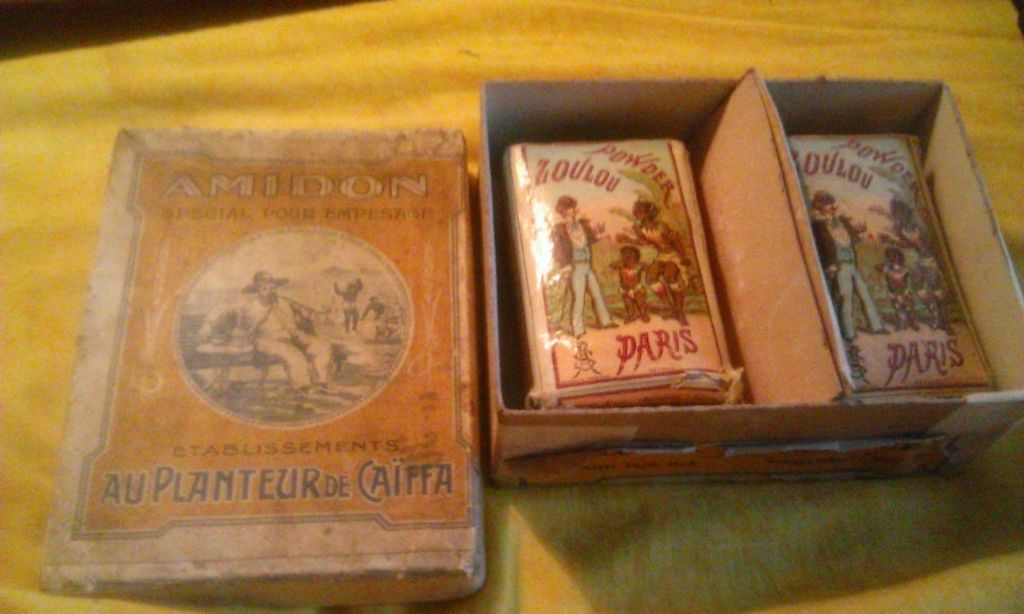 AMIDON
SPECIAL POUR EMPESAGE
ETABLISSEMENTS
AU PLANTEUR DE CAÏFFA
POWDER
ZOULOU
PARIS
POWDER
ZOULOU
PARIS